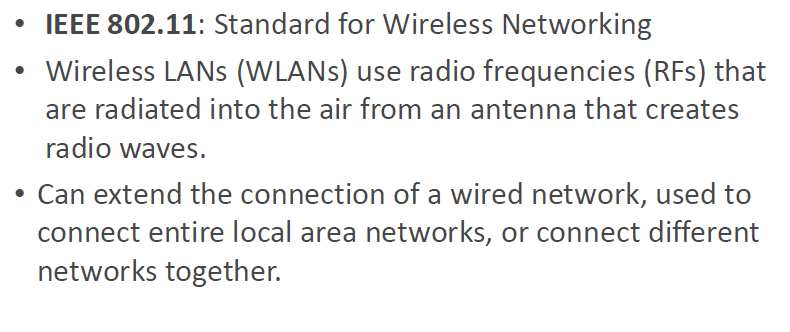 • IEEE 802.11: Standard for Wireless Networking
• Wireless LANs (WLANs) use radio frequencies (RFs) that
are radiated into the air from an antenna that creates
radio waves.
• Can extend the connection of a wired network, used to
connect entire local area networks, or connect different
networks together.